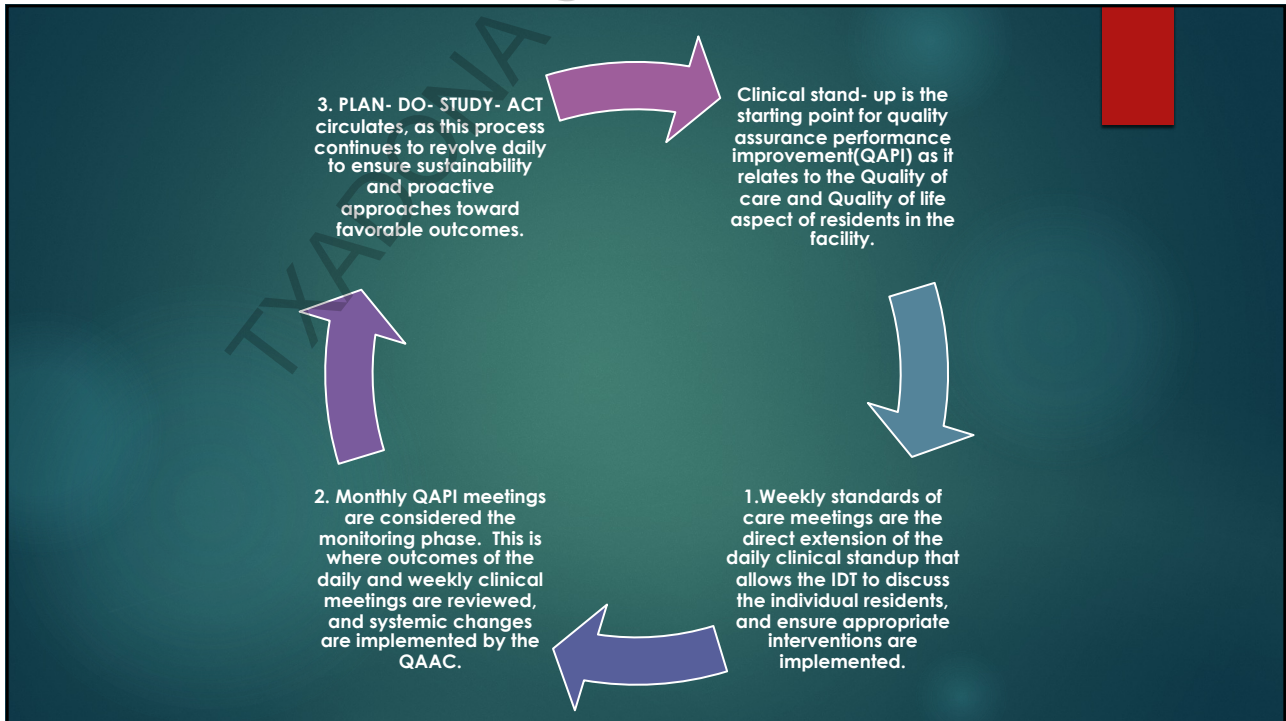 Clinical stand- up is the
starting point for quality
assurance performance
improvement(QAPI) as it
relates to the Quality of
care and Quality of life
aspect of residents in the
facility.
1.Weekly standards of
care meetings are the
direct extension of the
daily clinical standup that
allows the IDT to discuss
the individual residents,
and ensure appropriate
interventions are
implemented.
2. Monthly QAPI meetings
are considered the
monitoring phase.  This is
where outcomes of the
daily and weekly clinical
meetings are reviewed,
and systemic changes
are implemented by the
QAAC.
3. PLAN- DO- STUDY- ACT
circulates, as this process
continues to revolve daily
to ensure sustainability
and proactive
approaches toward
favorable outcomes.
TXADONA